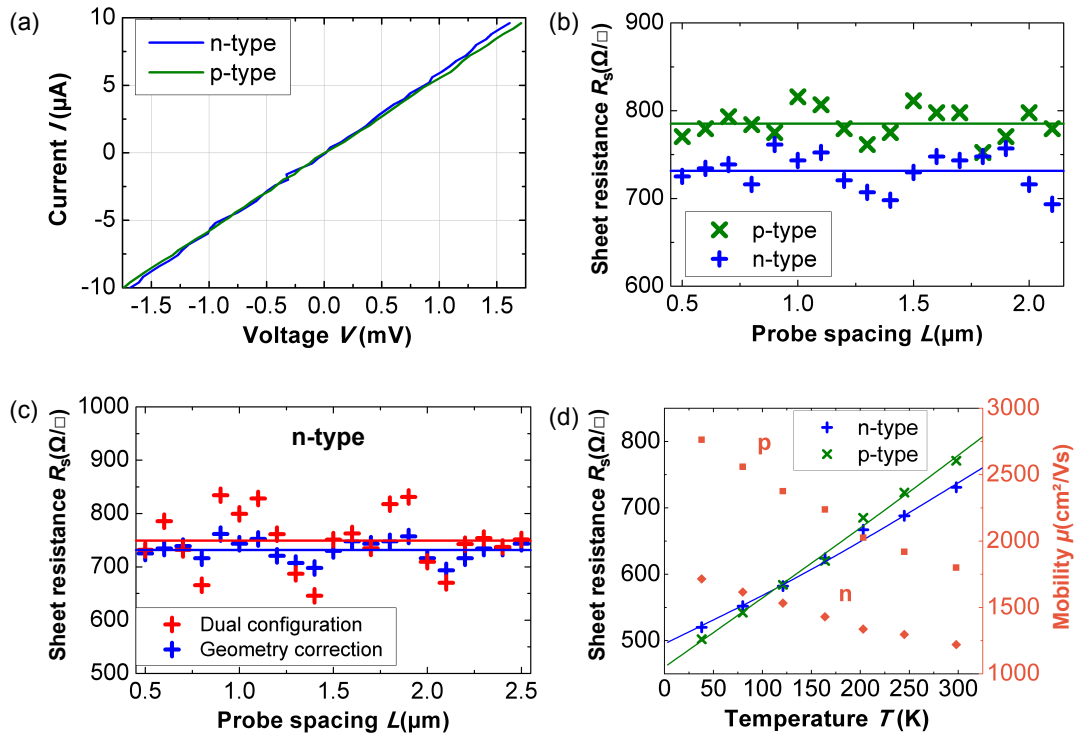 (a)
10
5
0
-5
-10
Current I (µA)
n-type
p-type
-1.5 -1.0 -0.5 0.0 0.5 1.0 1.5
Voltage V (mV)
(b)
900
800
700
600
Sheet resistance Rs(Ω/□)
p-type
n-type
0.5 1.0 1.5 2.0
Probe spacing L(µm)
(c)
1000
900
800
700
600
500
Sheet resistance Rs(Ω/□)
n-type
Dual configuration
Geometry correction
0.5 1.0 1.5 2.0 2.5
Probe spacing L(µm)
(d)
800
700
600
500
Sheet resistance Rs(Ω/□)
n-type
p-type
p
n
3000
2500
2000
1500
1000
Mobility µ(cm²/Vs)
0 50 100 150 200 250 300
Temperature T (K)